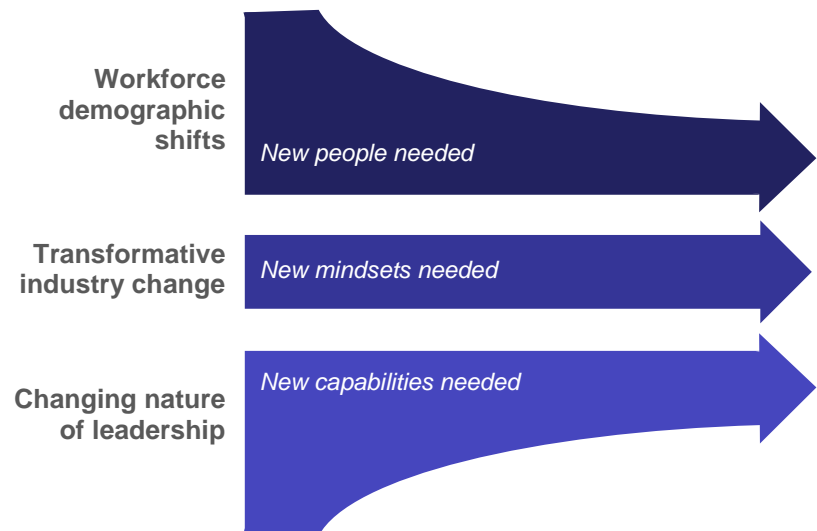 Workforce
demographic
shifts
New people needed
Transformative
industry change
New mindsets needed
Changing nature
of leadership
New capabilities needed